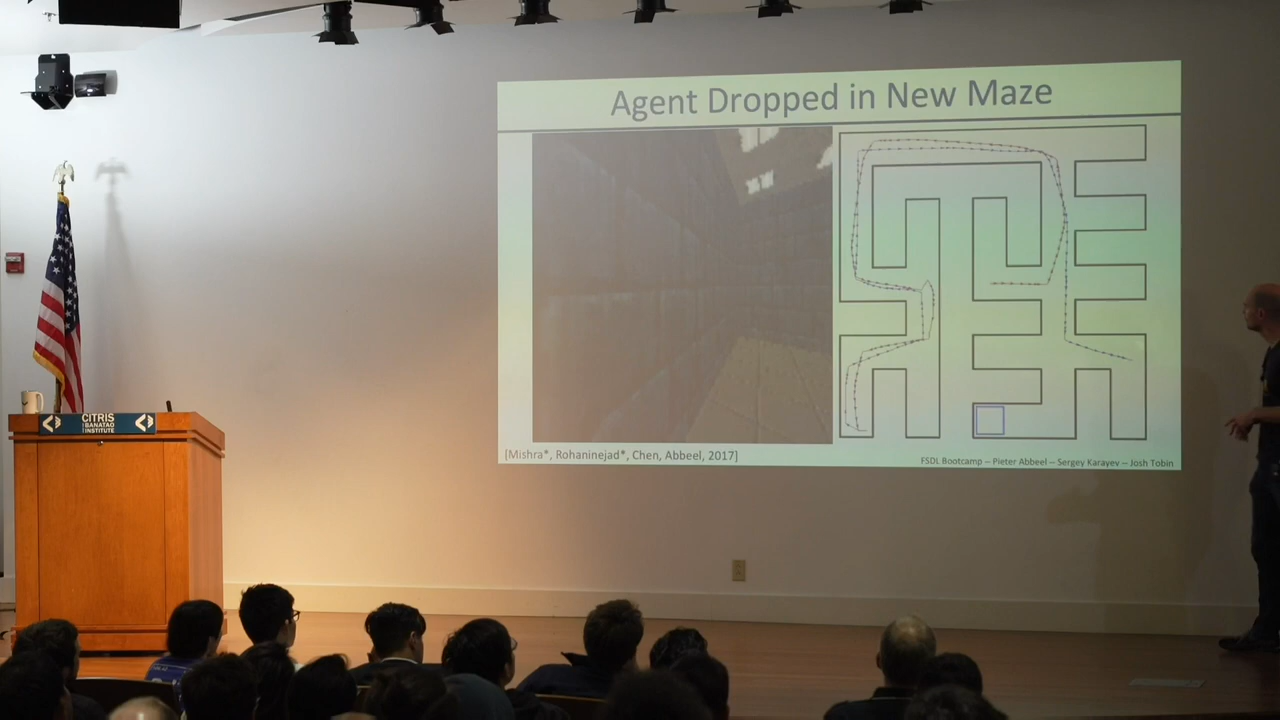 Agent Dropped in New Maze
[Mishra*, Rohaninejad*, Chen, Abbeel, 2017]
FSDL Bootcamp – Pieter Abbeel – Sergey Karayev – Josh Tobin
CITRIS
BANATAO
INSTITUTE